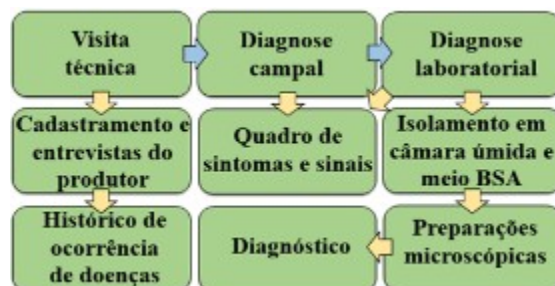 Visita
técnica
Diagnose
campal
Diagnose
laboratorial
Cadastramento e
entrevistas do
produtor
Quadro de
sintomas e sinais
Isolamento em
câmara úmida e
meio BSA
Histórico de
ocorrência
de doenças
Diagnóstico
Preparações
microscópicas